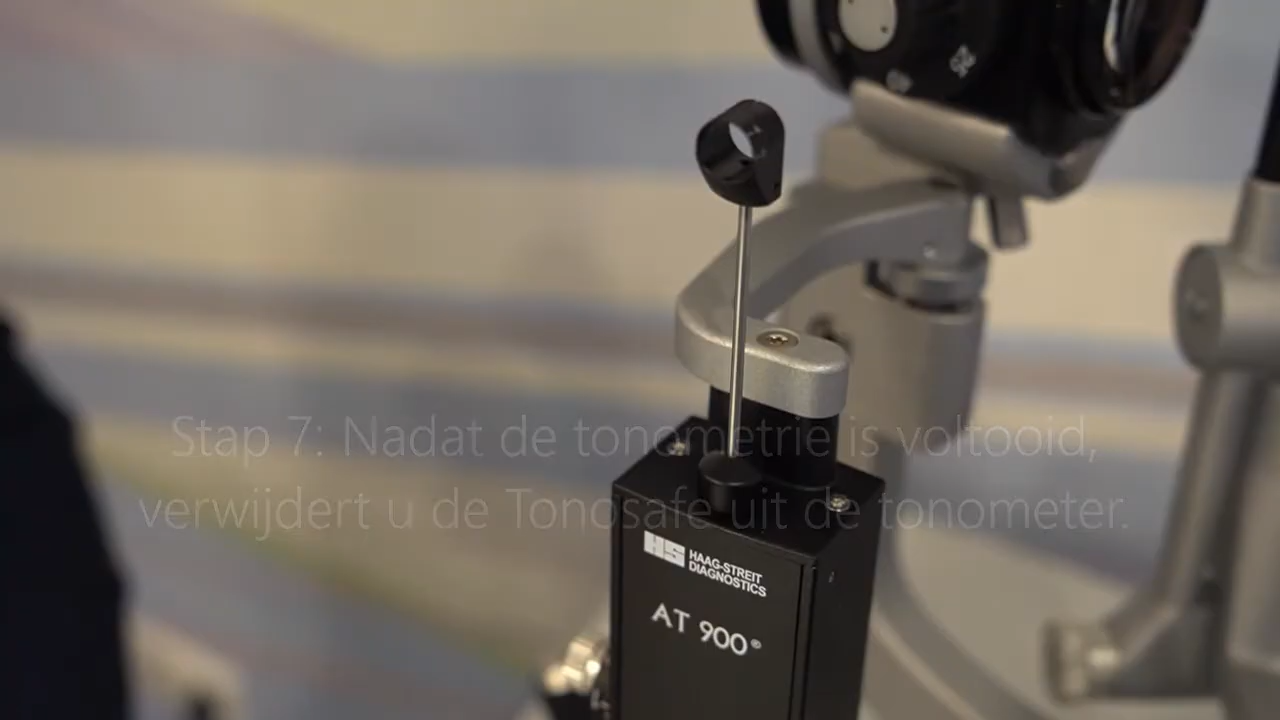 Stap 7: Nadat de tonometrie is voltooid,
verwijdert u de Tonosafe uit de tonometer.
HS HAAG-STREIT
DIAGNOSTICS
AT 900®